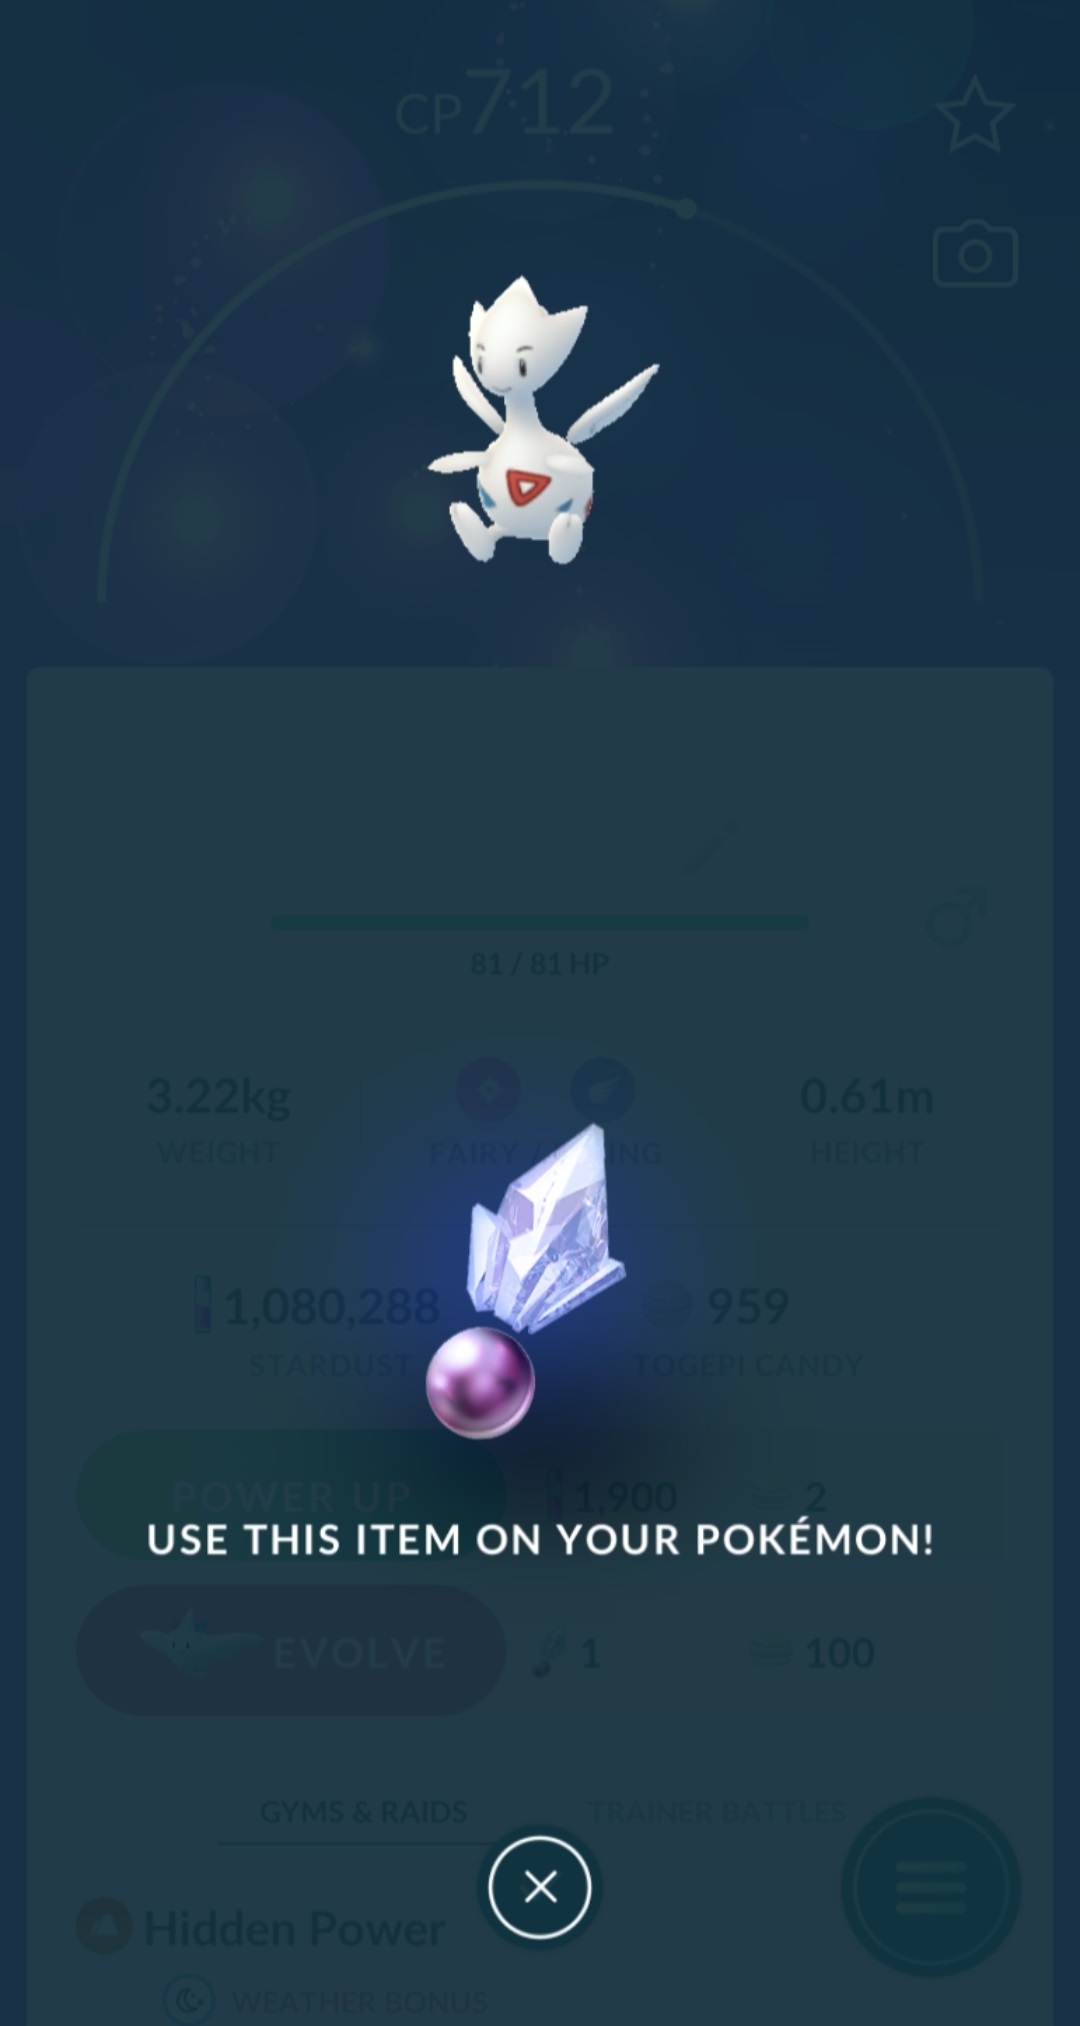 CP712
81 / 81 HP
3.22kg
WEIGHT
FAIRY /
0.61m
HEIGHT
1,080,288
STARDUST
959
TOGEPI CANDY
POWER UP
1,900
2
USE THIS ITEM ON YOUR POKÉMON!
EVOLVE
1
100
GYMS & RAIDS
TRAINER BATTLES
Hidden Power
WEATHER BONUS